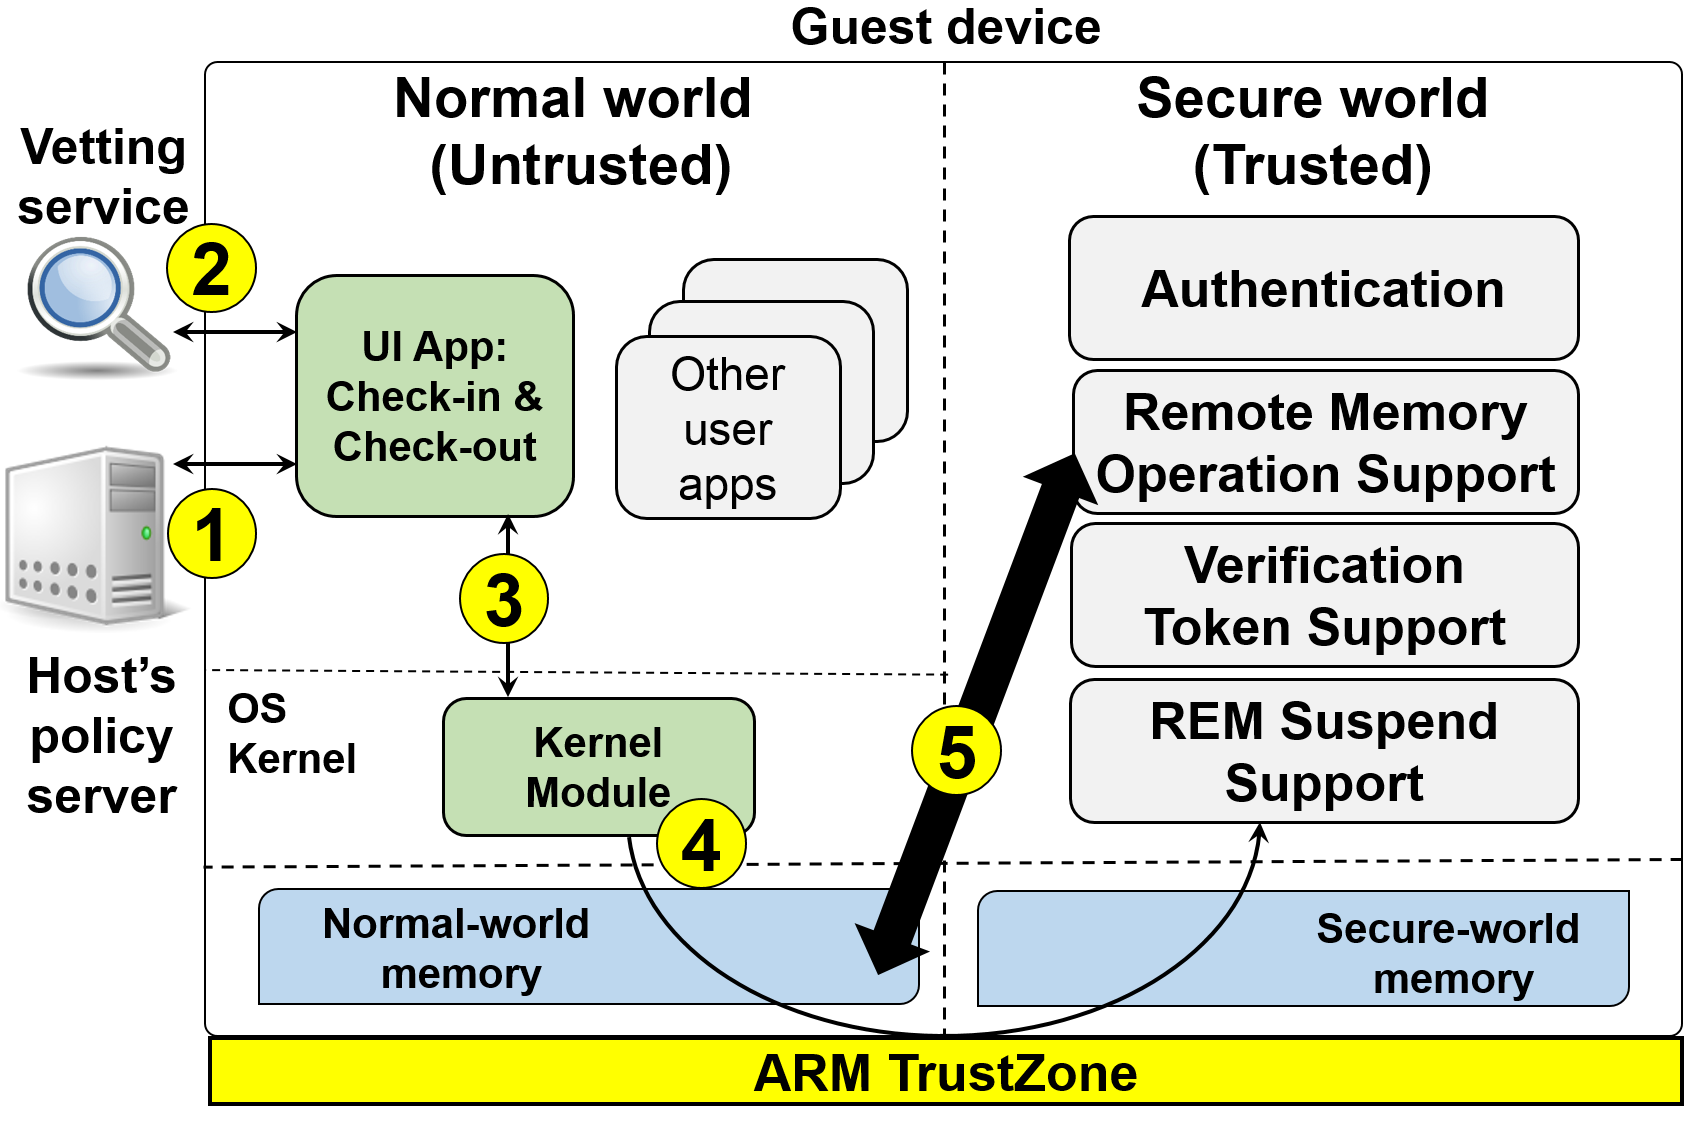 Guest device
Normal world
(Untrusted)
Secure world
(Trusted)
Vetting
service
2
UI App:
Check-in &
Check-out
Other
user
apps
Authentication
Remote Memory
Operation Support
1
3
Verification
Token Support
Host’s
policy
server
OS
Kernel
Kernel
Module
4
5
REM Suspend
Support
Normal-world
memory
Secure-world
memory
ARM TrustZone